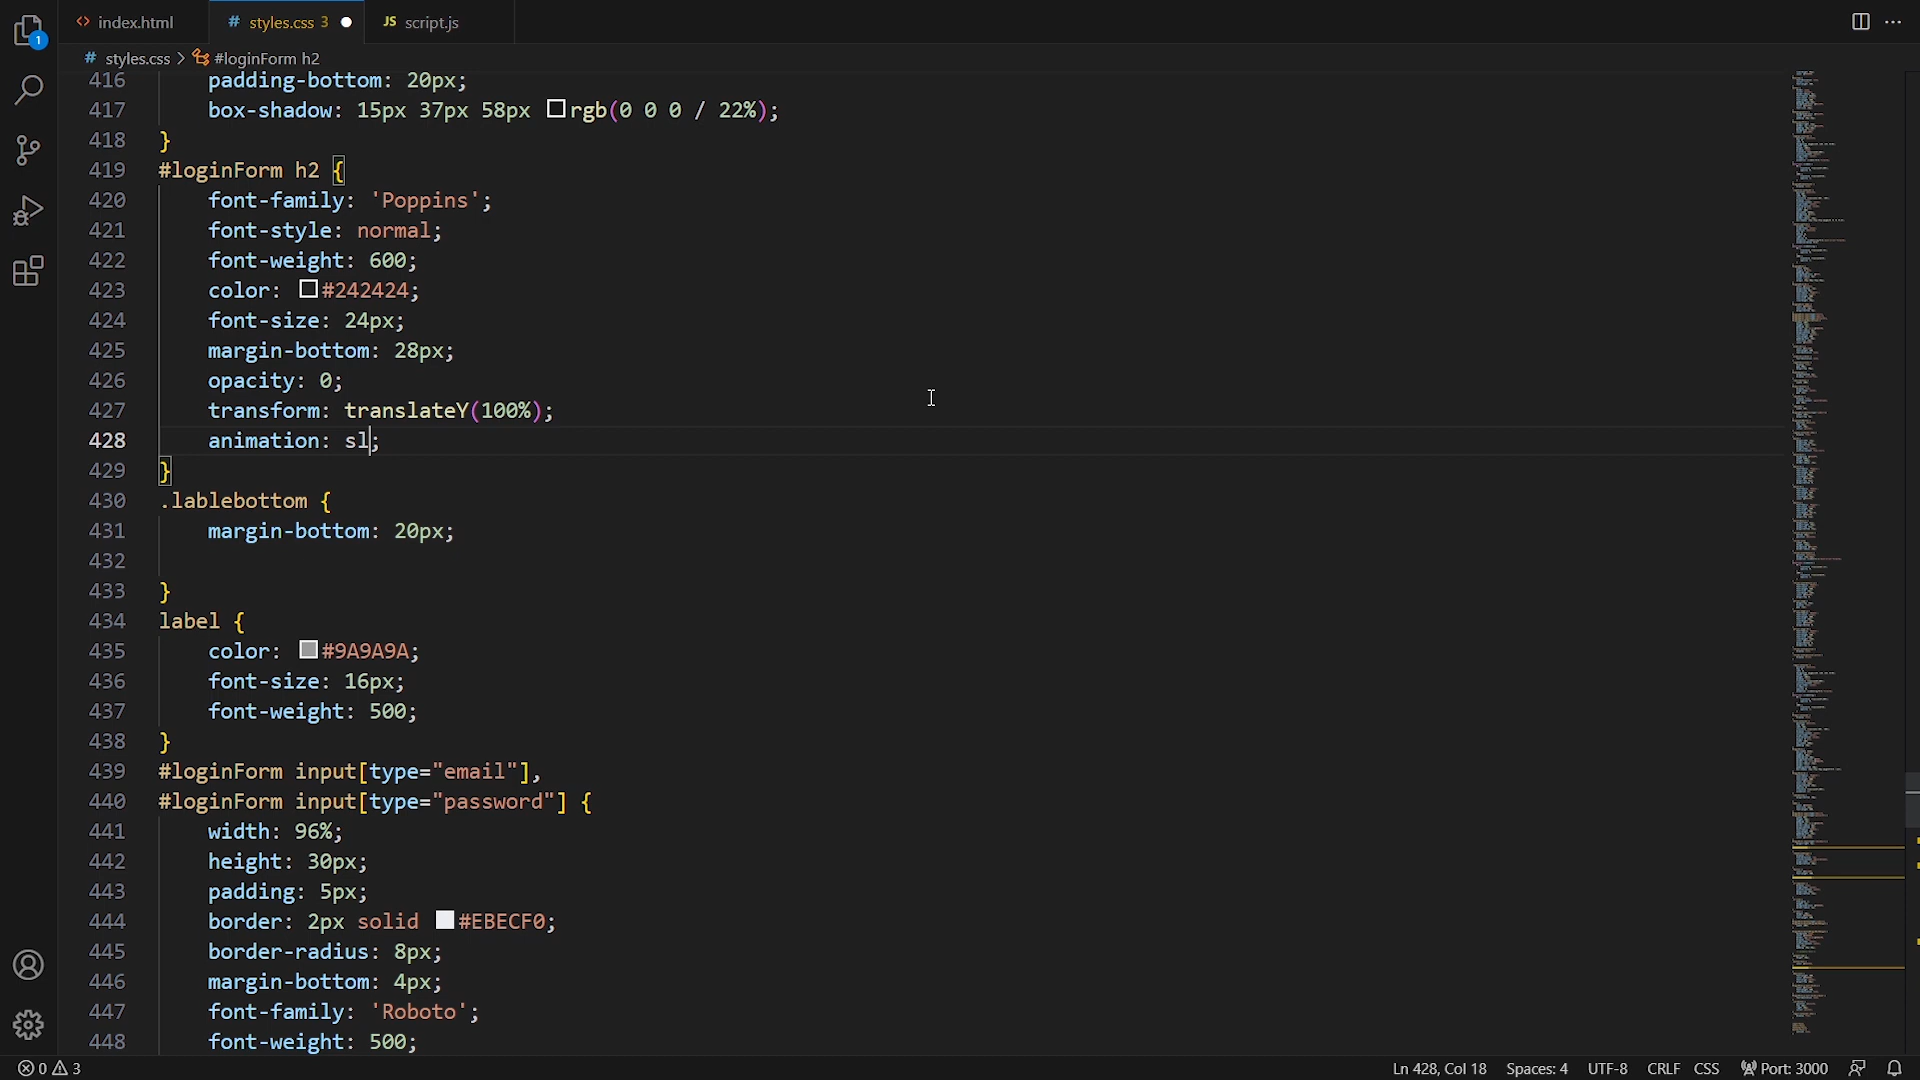 1
index.html
styles.css 3
JS script.js
# styles.css > #loginForm h2
416 padding-bottom: 20px;
417 box-shadow: 15px 37px 58px rgb(0 0 0 / 22%);
418 }
419 #loginForm h2 {
420 font-family: 'Poppins';
421 font-style: normal;
422 font-weight: 600;
423 color: #242424;
424 font-size: 24px;
425 margin-bottom: 28px;
426 opacity: 0;
427 transform: translateY(100%);
428 animation: sl;
429 }
430 .lablebottom {
431 margin-bottom: 20px;
432
433 }
434 label {
435 color: #9A9A9A;
436 font-size: 16px;
437 font-weight: 500;
438 }
439 #loginForm input[type="email"],
440 #loginForm input[type="password"] {
441 width: 96%;
442 height: 30px;
443 padding: 5px;
444 border: 2px solid #EBECF0;
445 border-radius: 8px;
446 margin-bottom: 4px;
447 font-family: 'Roboto';
448 font-weight: 500;
0 3 Ln 428, Col 18 Spaces: 4 UTF-8 CRLF CSS Port: 3000